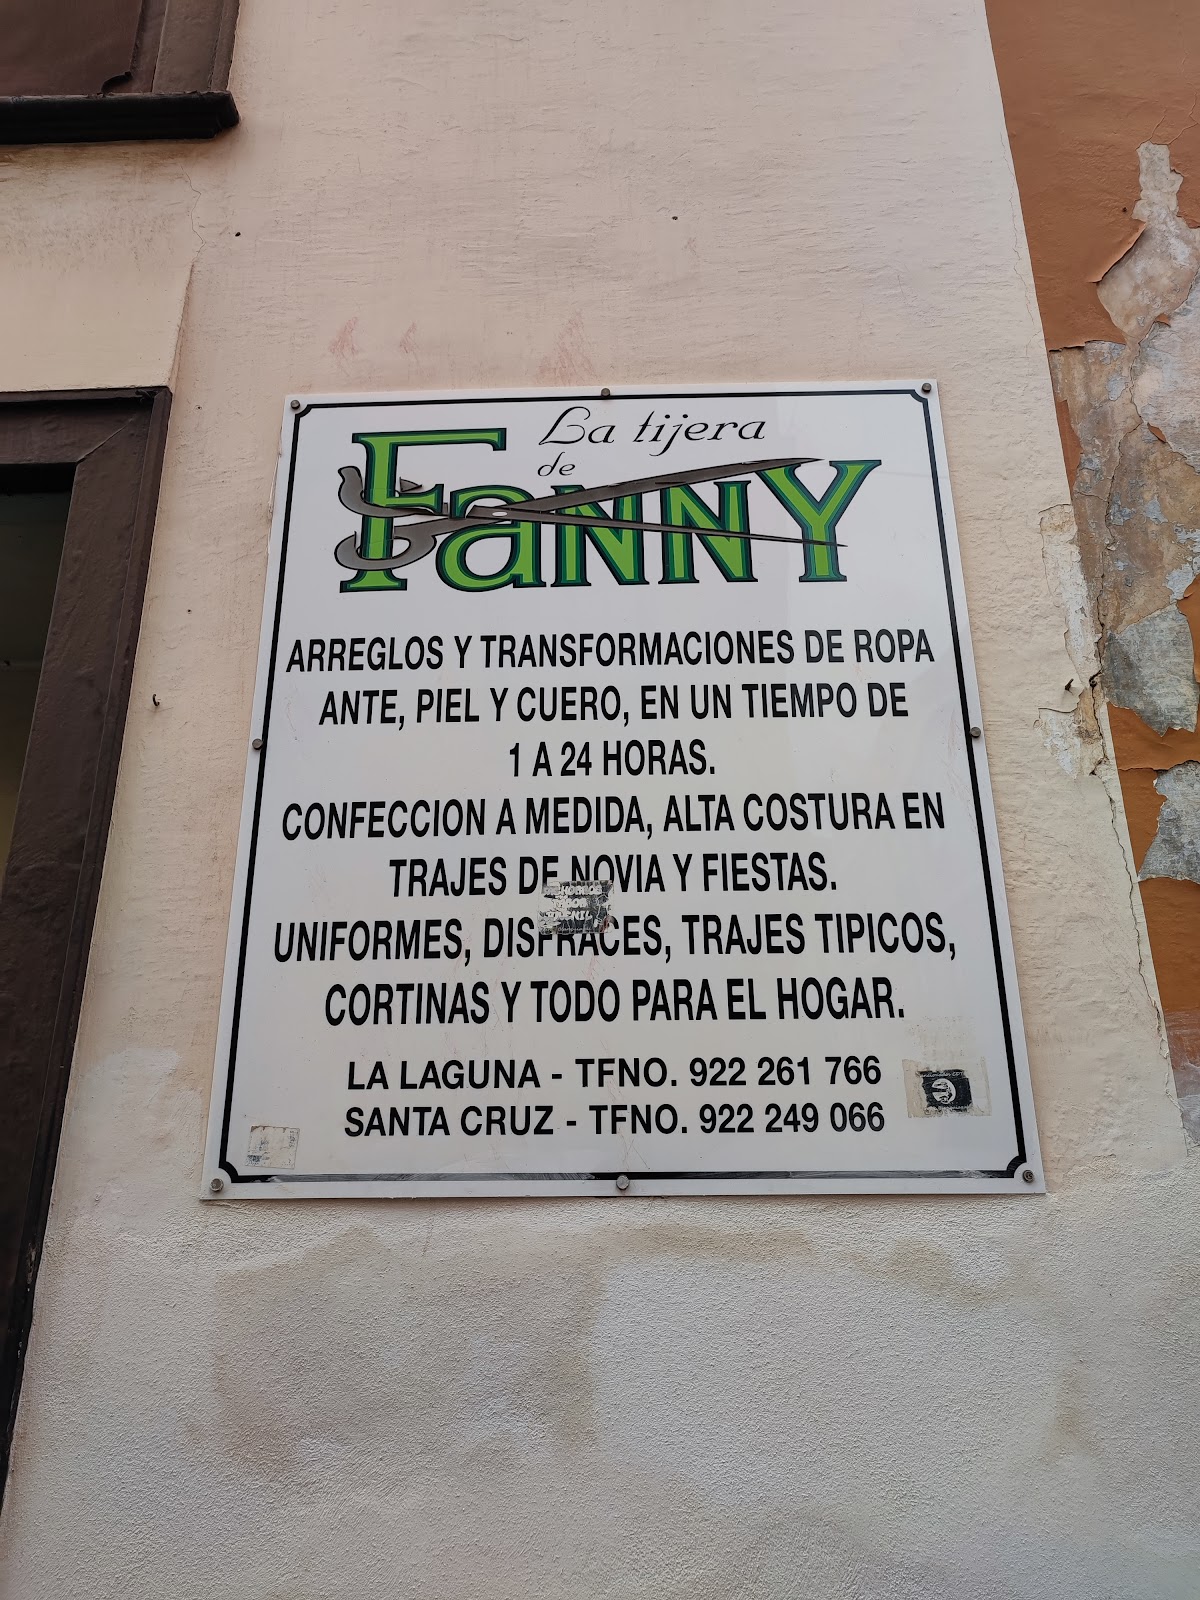 La tijera
de
FaNNY
ARREGLOS Y TRANSFORMACIONES DE ROPA
ANTE, PIEL Y CUERO, EN UN TIEMPO DE
1 A 24 HORAS.
CONFECCION A MEDIDA, ALTA COSTURA EN
TRAJES DE NOVIA Y FIESTAS.
UNIFORMES, DISFRACES, TRAJES TIPICOS,
CORTINAS Y TODO PARA EL HOGAR.
LA LAGUNA - TFNO. 922 261 766
SANTA CRUZ - TFNO. 922 249 066